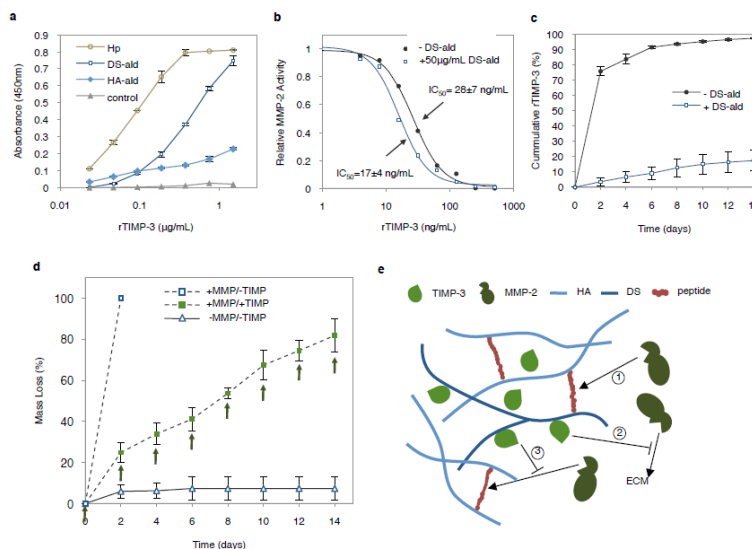 a
Hp
DS-ald
HA-ald
control
Absorbance (450nm)
0.9
0.8
0.7
0.6
0.5
0.4
0.3
0.2
0.1
0
0.01
0.1
1
rTIMP-3 (µg/mL)
b
- DS-ald
+50µg/mL DS-ald
IC50= 28±7 ng/mL
IC50=17±4 ng/mL
Relative MMP-2 Activity
1
0.8
0.6
0.4
0.2
0
1
10
100
1000
rTIMP-3 (ng/mL)
c
Cummulative rTIMP-3 (%)
100
90
80
70
60
50
40
30
20
10
0
- DS-ald
+ DS-ald
0
2
4
6
8
10
12
14
Time (days)
d
+MMP/-TIMP
+MMP/+TIMP
-MMP/-TIMP
Mass Loss (%)
100
80
60
40
20
0
0
2
4
6
8
10
12
14
Time (days)
e
TIMP-3
MMP-2
HA
DS
peptide
1
2
3
ECM